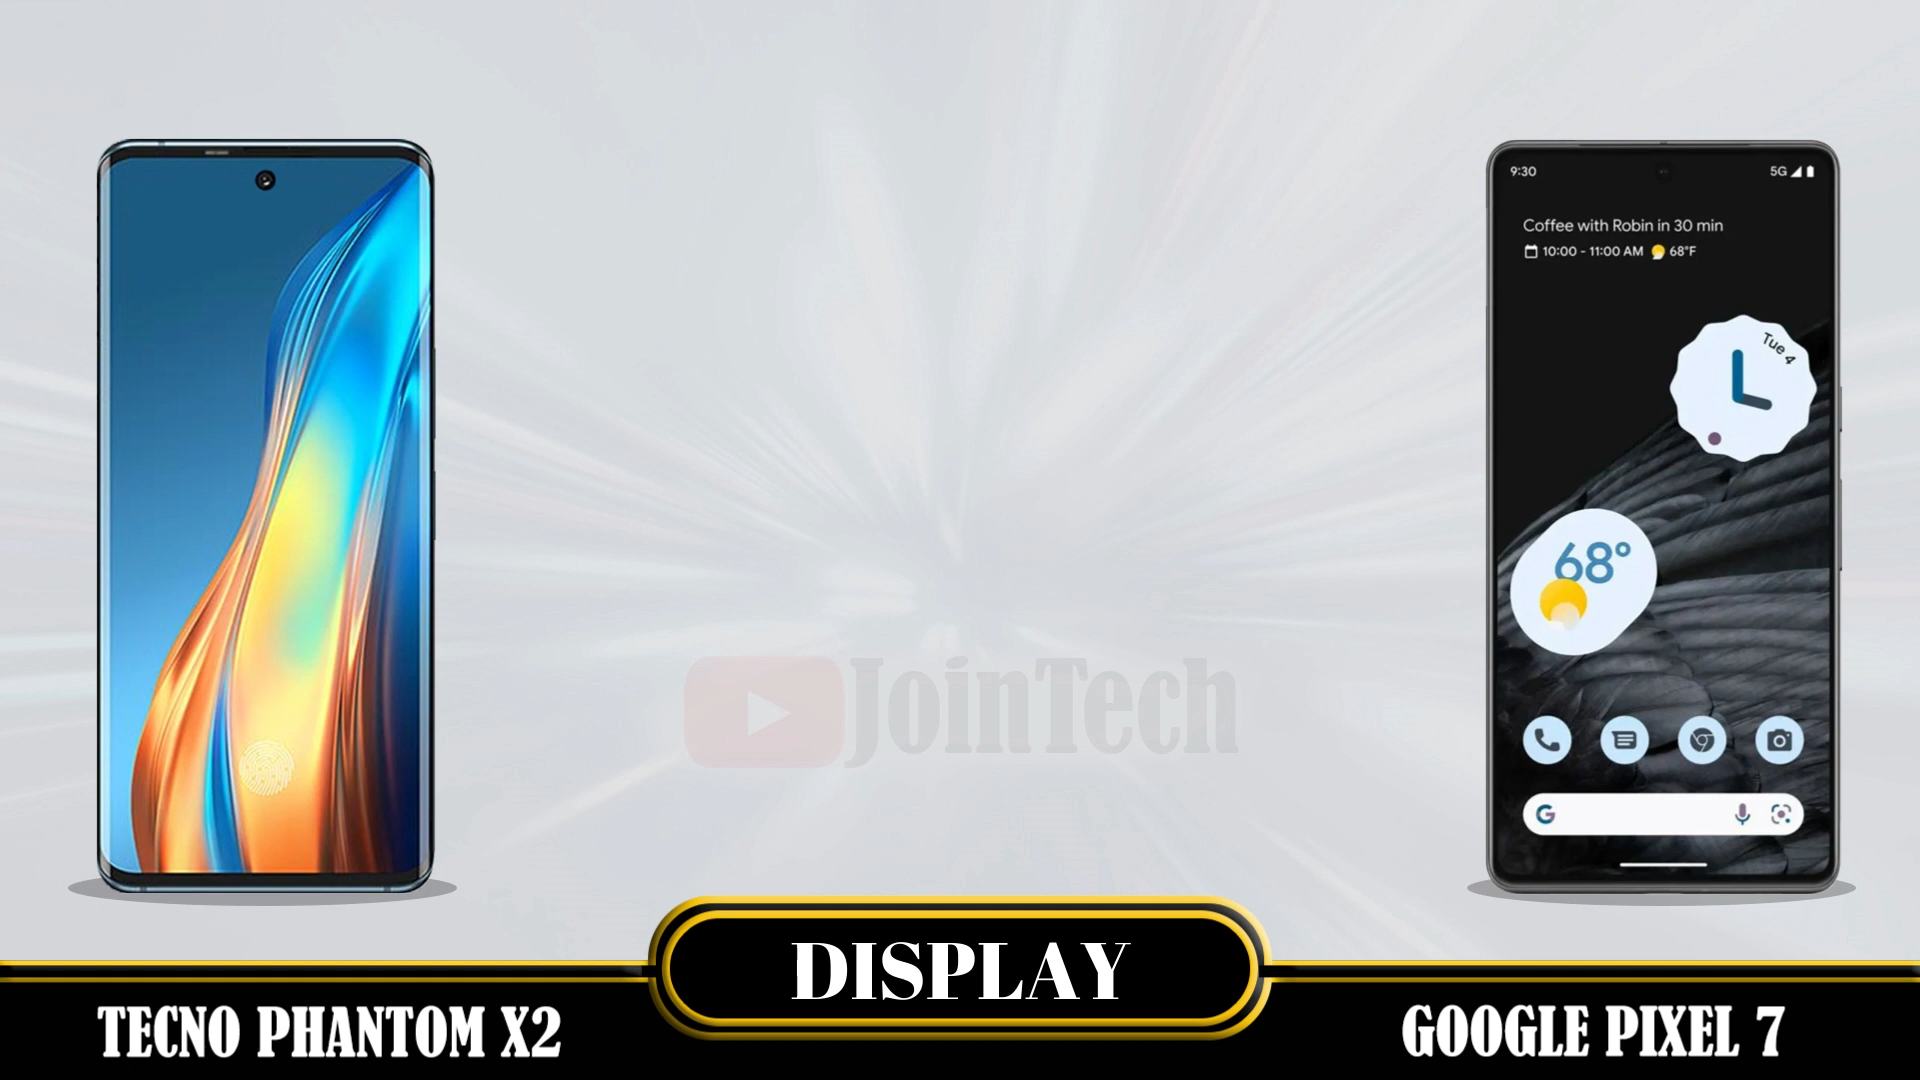 9:30
5G
Coffee with Robin in 30 min
10:00 - 11:00 AM 68°F
Tue 4
68°
G
JoinTech
DISPLAY
TECNO PHANTOM X2
GOOGLE PIXEL 7